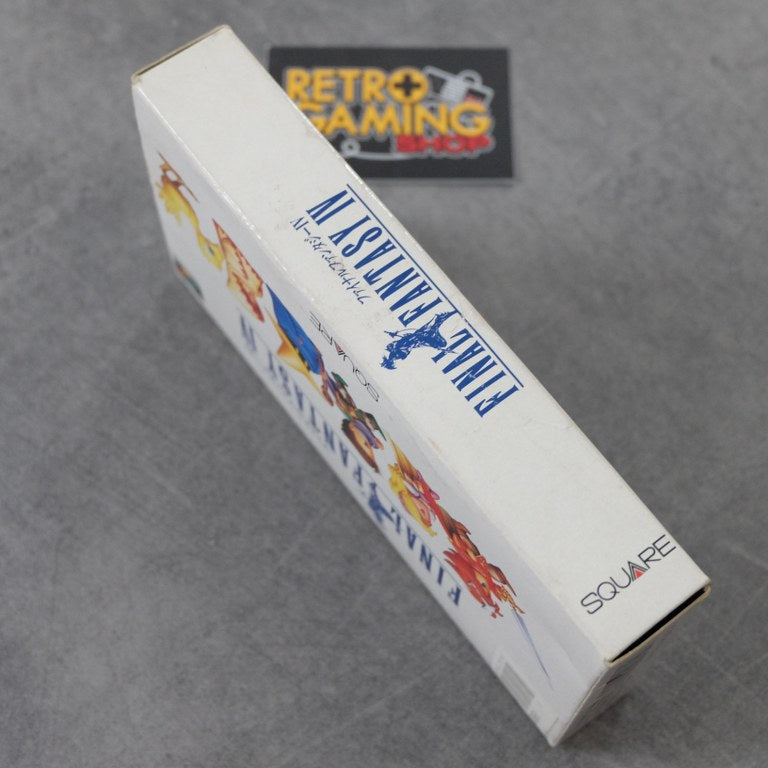 RETRO
GAMING
SHOP
FINAL FANTASY IV
ファイナルファンタジーIV
SQUARE
SQUARE
FINAL FANTASY IV